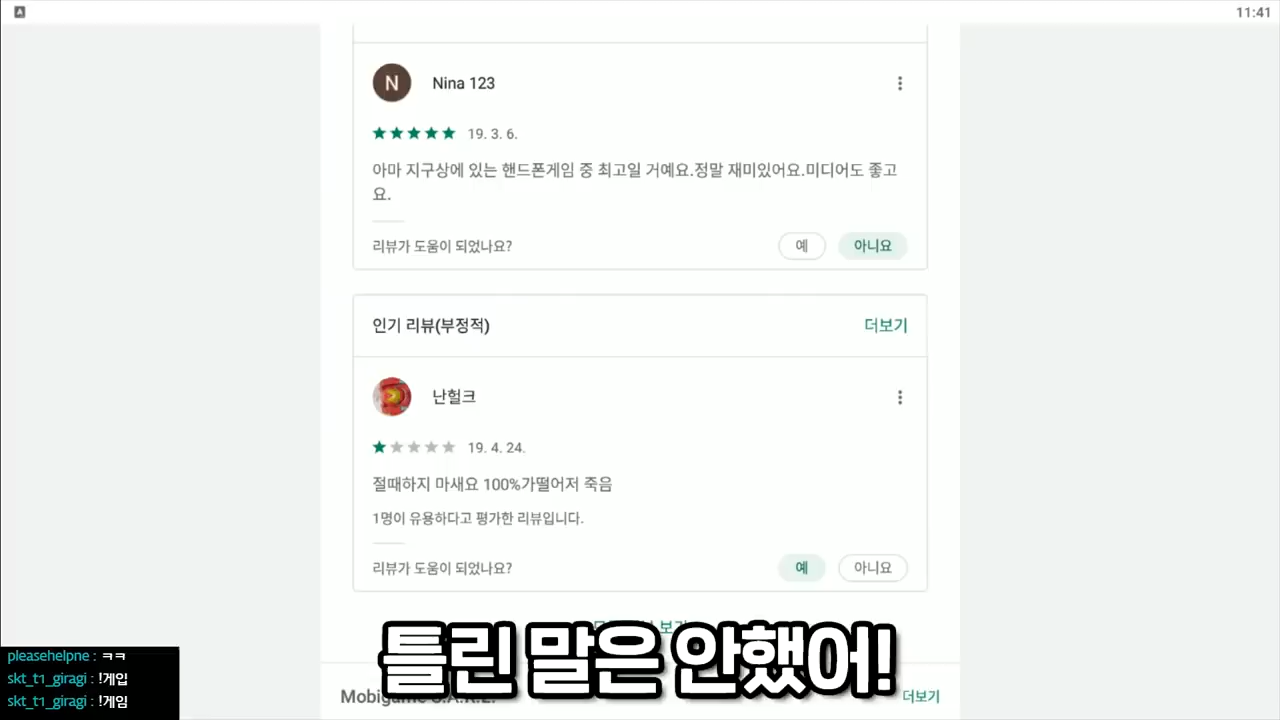 A
11:41
N
Nina 123
19. 3. 6.
아마 지구상에 있는 핸드폰게임 중 최고일 거예요.정말 재미있어요.미디어도 좋고
요.
리뷰가 도움이 되었나요?
예
아니요
인기 리뷰(부정적)
더보기
난헐크
19. 4. 24.
절때하지 마새요 100%가떨어저 죽음
1명이 유용하다고 평가한 리뷰입니다.
리뷰가 도움이 되었나요?
예
아니요
보기
틀린 말은 안했어!
더보기
pleasehelpne : ㅋㅋ
skt_t1_giragi : !게입
skt_t1_giragi : !게임